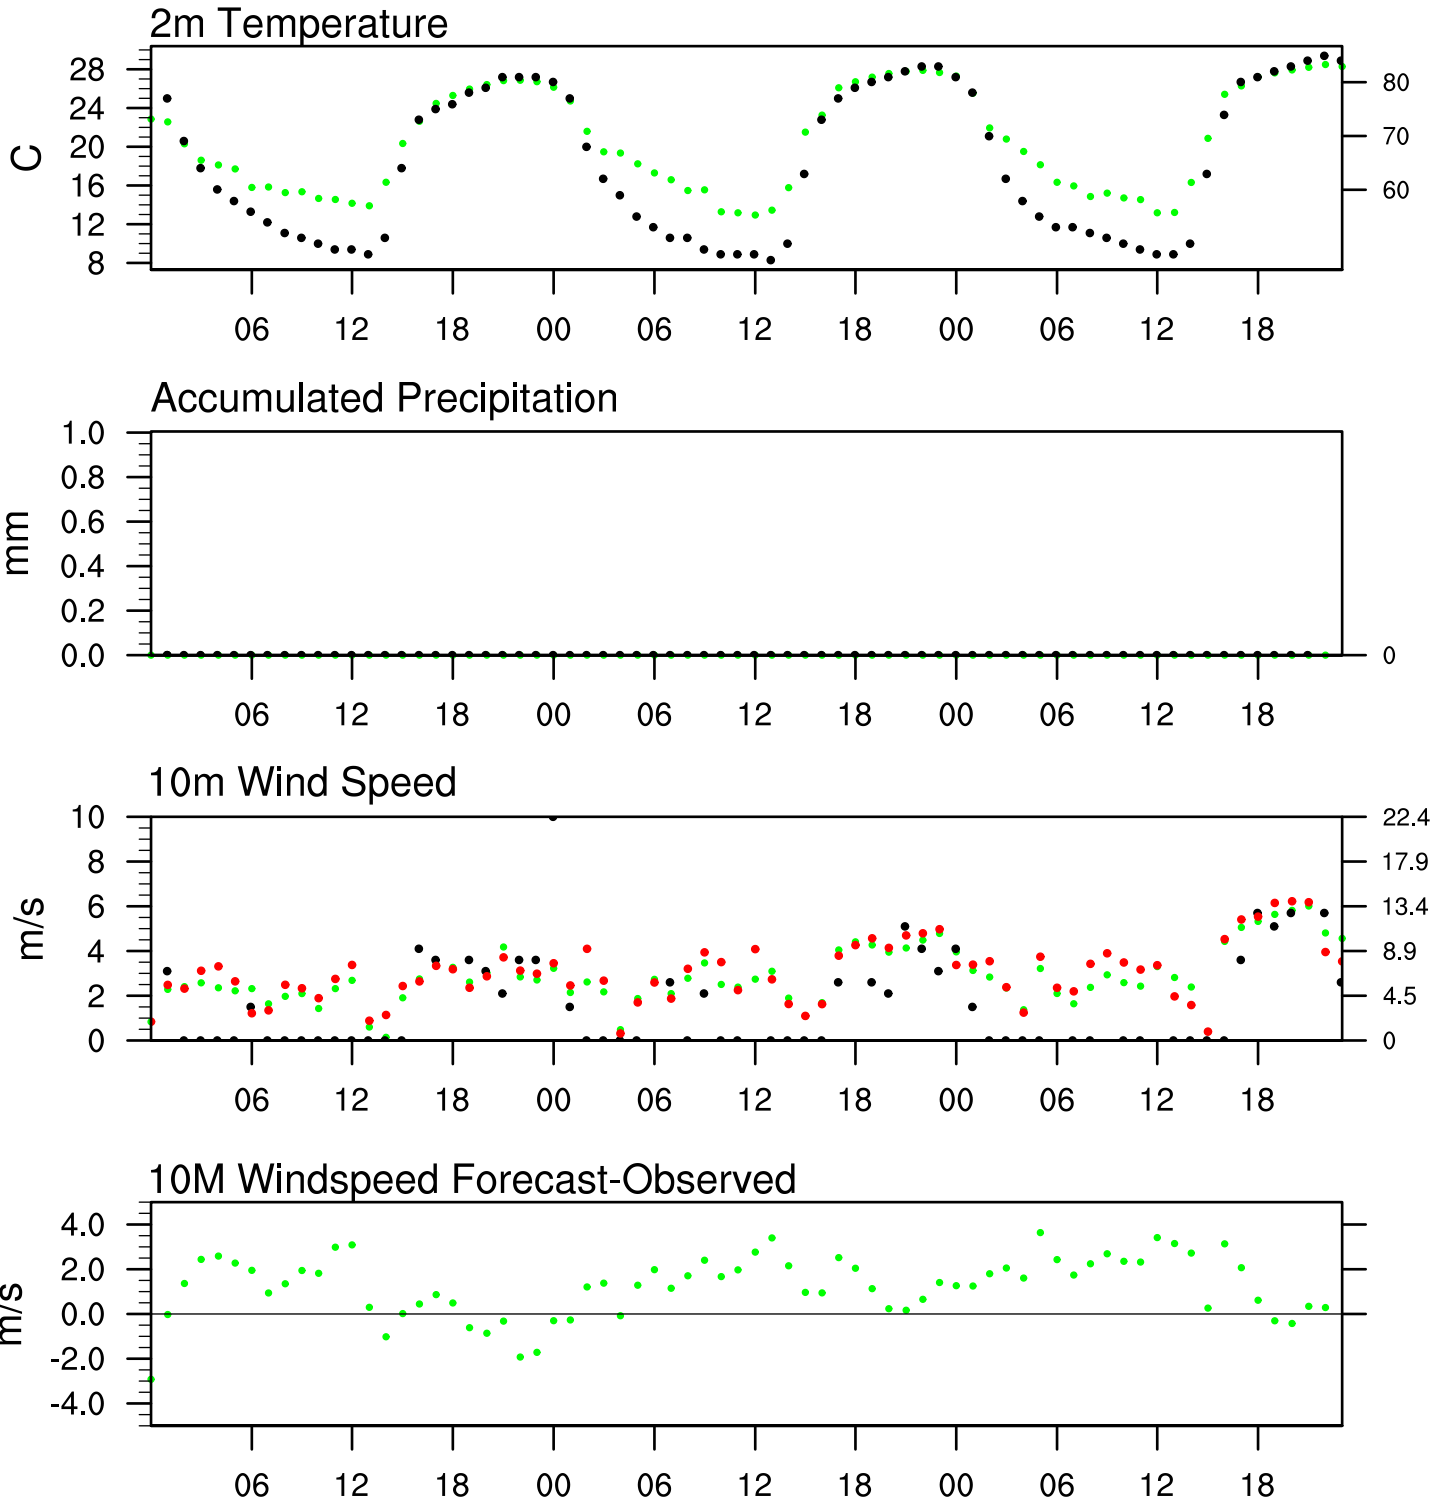 2m Temperature
28
24
20
16
12
8
C
80
70
60
06 12 18 00 06 12 18 00 06 12 18
Accumulated Precipitation
1.0
0.8
0.6
0.4
0.2
0.0
mm
0
06 12 18 00 06 12 18 00 06 12 18
10m Wind Speed
10
8
6
4
2
0
m/s
22.4
17.9
13.4
8.9
4.5
0
06 12 18 00 06 12 18 00 06 12 18
10M Windspeed Forecast-Observed
4.0
2.0
0.0
-2.0
-4.0
m/s
06 12 18 00 06 12 18 00 06 12 18